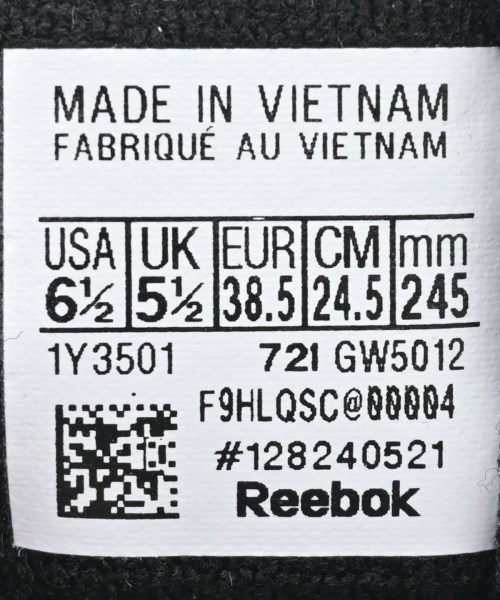 MADE IN VIETNAM
FABRIQUÉ AU VIETNAM
USA UK EUR CM mm
6½ 5½ 38.5 24.5 245
1Y3501 721 GW5012
F9HLQSC@00004
#128240521
Reebok